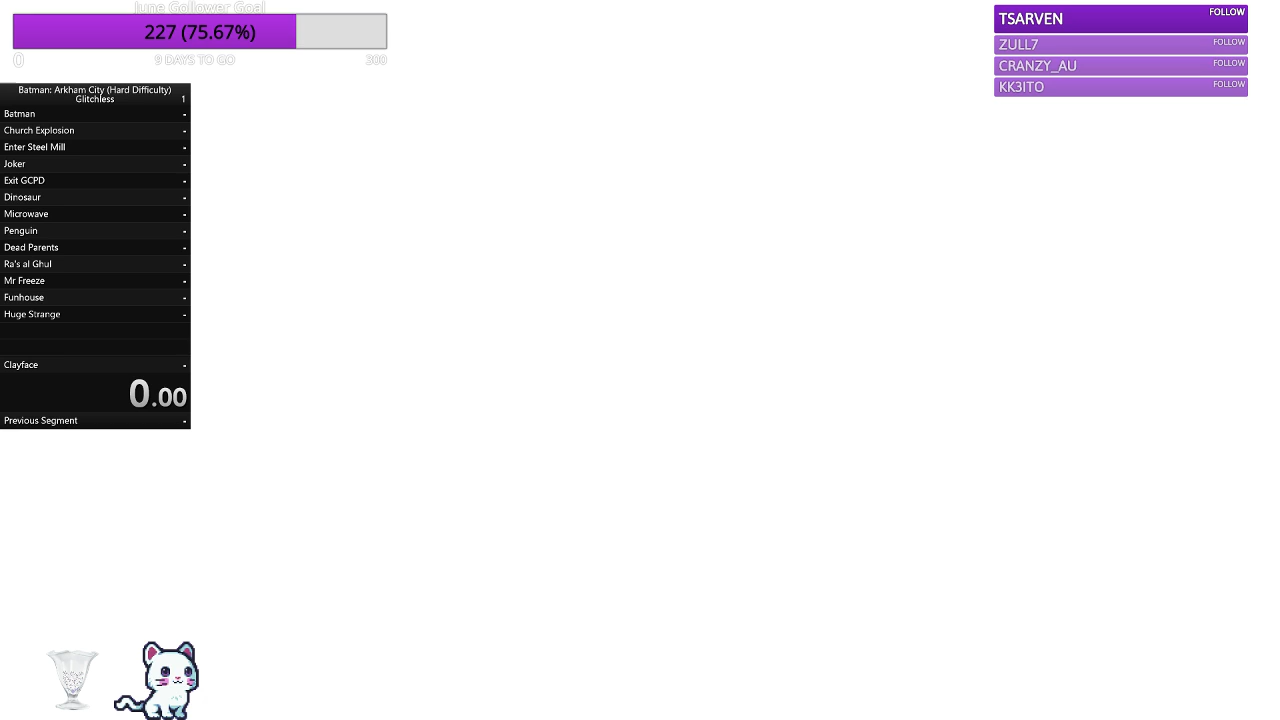 June Gollower Goal
227 (75.67%)
0
9 DAYS TO GO
300
TSARVEN FOLLOW
ZULL7 FOLLOW
CRANZY_AU FOLLOW
KK3ITO FOLLOW
Batman: Arkham City (Hard Difficulty)
Glitchless 1
Batman -
Church Explosion -
Enter Steel Mill -
Joker -
Exit GCPD -
Dinosaur -
Microwave -
Penguin -
Dead Parents -
Ra's al Ghul -
Mr Freeze -
Funhouse -
Huge Strange -
Clayface -
0.00
Previous Segment -